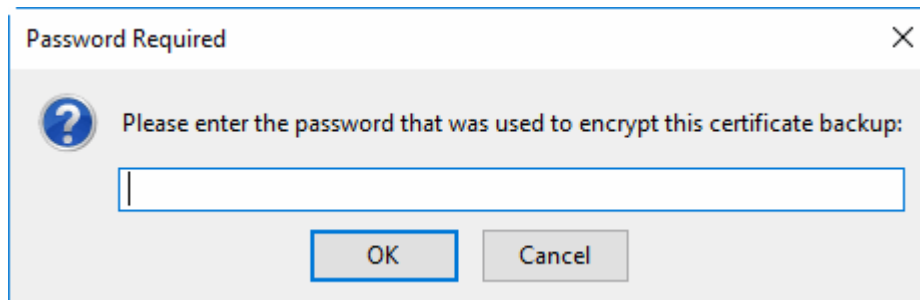 Password Required
Please enter the password that was used to encrypt this certificate backup:
OK
Cancel